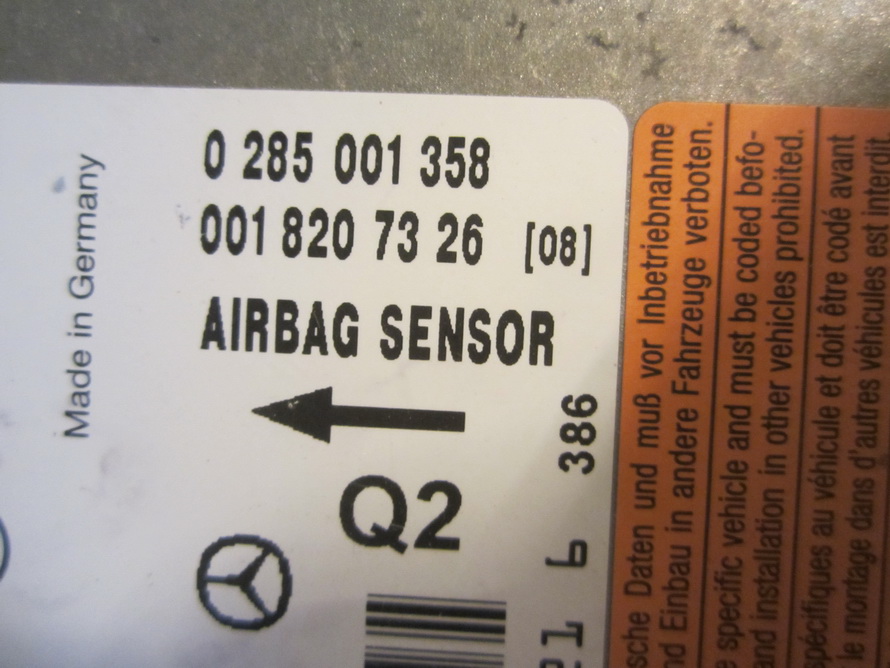 0 285 001 358
001 820 73 26 [08]
AIRBAG SENSOR
Made in Germany
Q2
386
sche Daten und muß vor Inbetriebnahme
Einbau in andere Fahrzeuge verboten.
specific vehicle and must be coded befo-
installation in other vehicles prohibited.
au véhicule et doit être codé avant
le montage dans d'autres véhicules est interdit